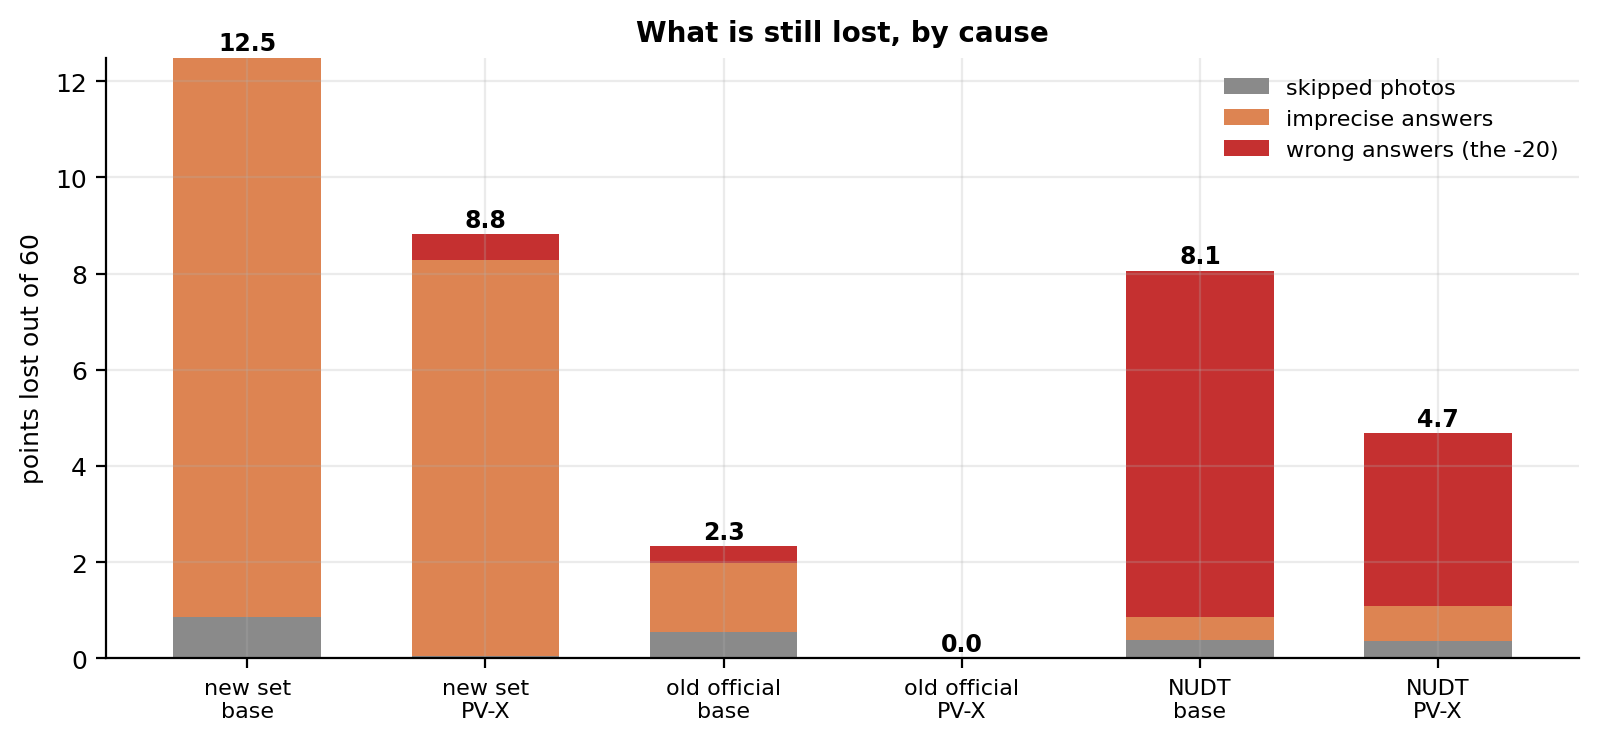 What is still lost, by cause
12.5
8.8
2.3
0.0
8.1
4.7
skipped photos
imprecise answers
wrong answers (the -20)
points lost out of 60
12
10
8
6
4
2
0
new set
base
new set
PV-X
old official
base
old official
PV-X
NUDT
base
NUDT
PV-X